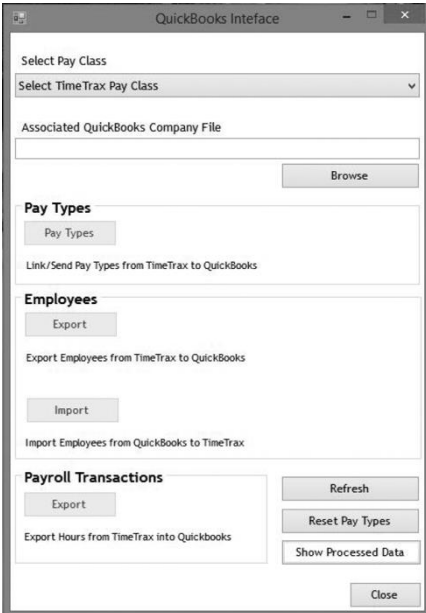 QuickBooks Inteface
Select Pay Class
Select TimeTrax Pay Class
Associated QuickBooks Company File
Browse
Pay Types
Pay Types
Link/Send Pay Types from TimeTrax to QuickBooks
Employees
Export
Export Employees from TimeTrax to QuickBooks
Import
Import Employees from QuickBooks to TimeTrax
Payroll Transactions
Export
Export Hours from TimeTrax into Quickbooks
Refresh
Reset Pay Types
Show Processed Data
Close